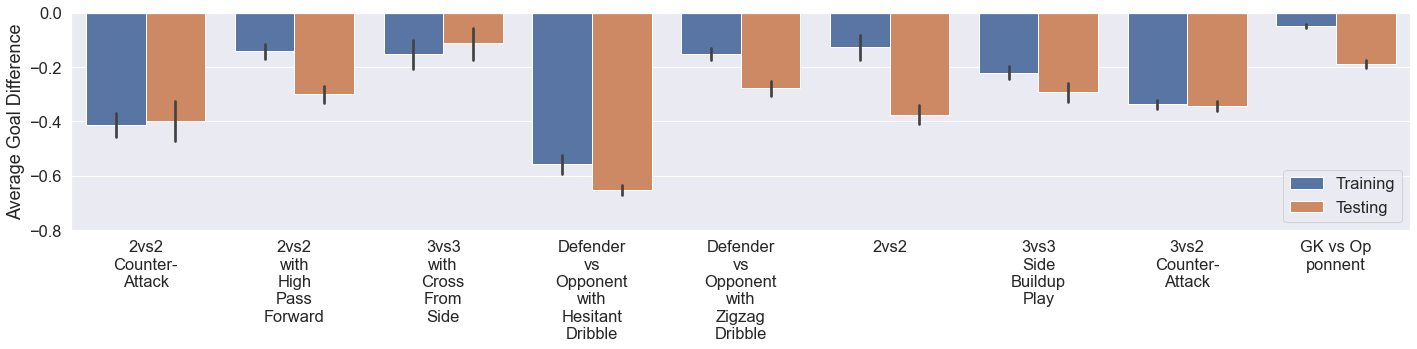 Average Goal Difference
0.0
−0.2
−0.4
−0.6
−0.8
2vs2
Counter-
Attack
2vs2
with
High
Pass
Forward
3vs3
with
Cross
From
Side
Defender
vs
Opponent
with
Hesitant
Dribble
Defender
vs
Opponent
with
Zigzag
Dribble
2vs2
3vs3
Side
Buildup
Play
3vs2
Counter-
Attack
GK vs Op
ponnent
Training
Testing